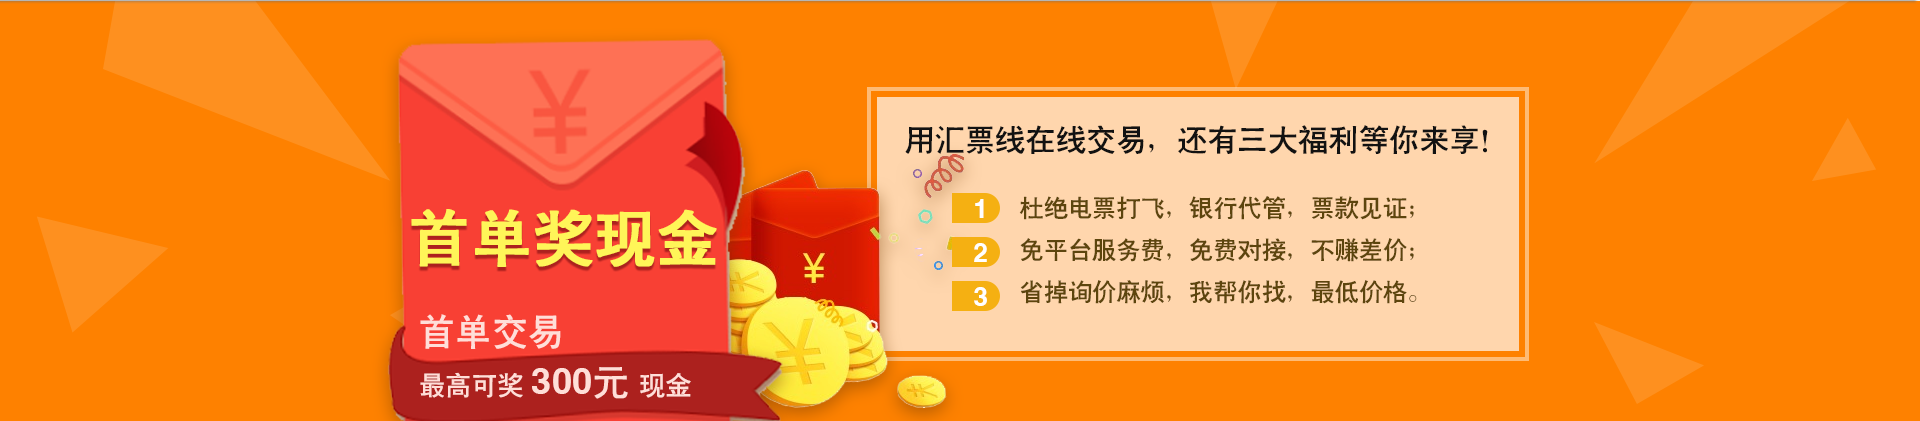 ¥
首单奖现金
首单交易
最高可奖 300元 现金
¥
用汇票线在线交易，还有三大福利等你来享！
1 杜绝电票打飞，银行代管，票款见证；
2 免平台服务费，免费对接，不赚差价；
3 省掉询价麻烦，我帮你找，最低价格。
¥
¥
¥